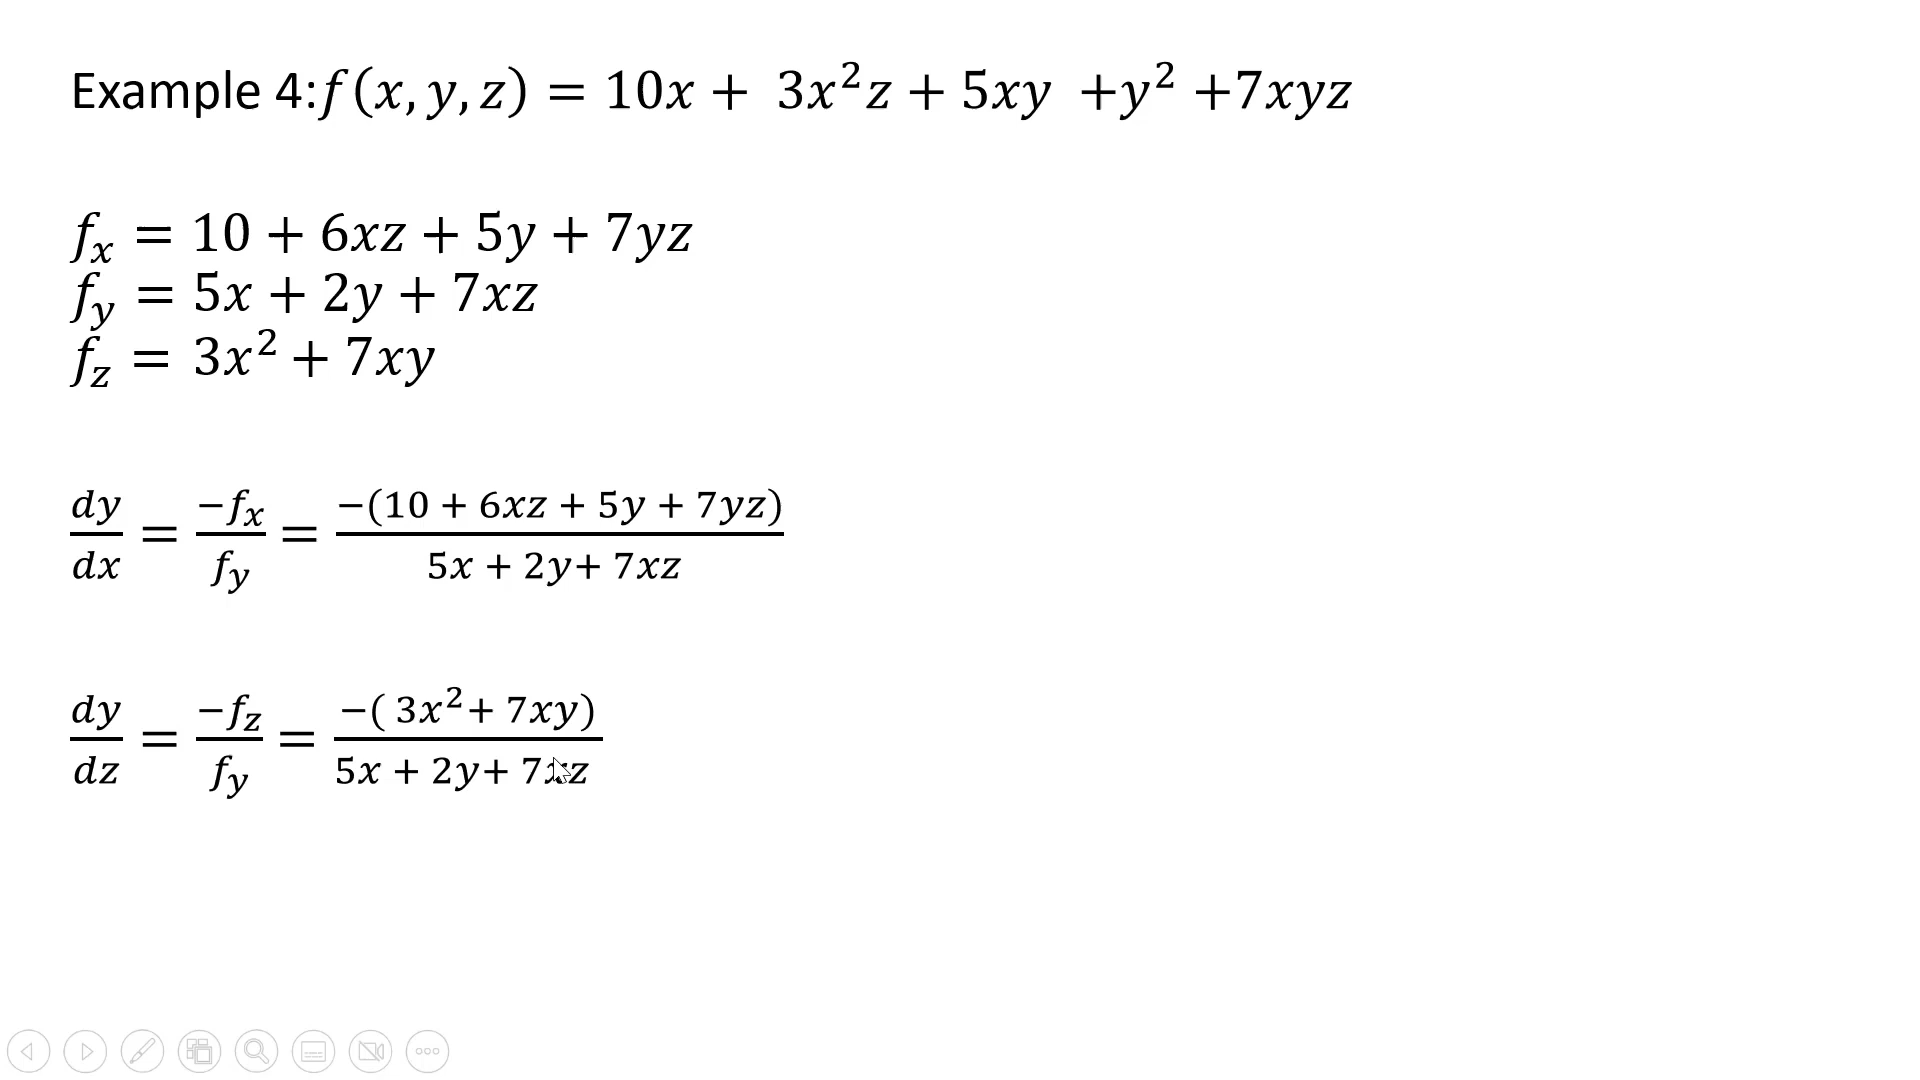 Example 4: f(x, y, z) = 10x + 3x²z + 5xy +y² +7xyz
fₓ = 10 + 6xz + 5y + 7yz
f_y = 5x + 2y + 7xz
f_z = 3x² + 7xy
dy/dx = −fₓ/f_y = −(10 + 6xz + 5y + 7yz)/(5x + 2y+ 7xz)
dy/dz = −f_z/f_y = −( 3x²+ 7xy)/(5x + 2y+ 7xz)